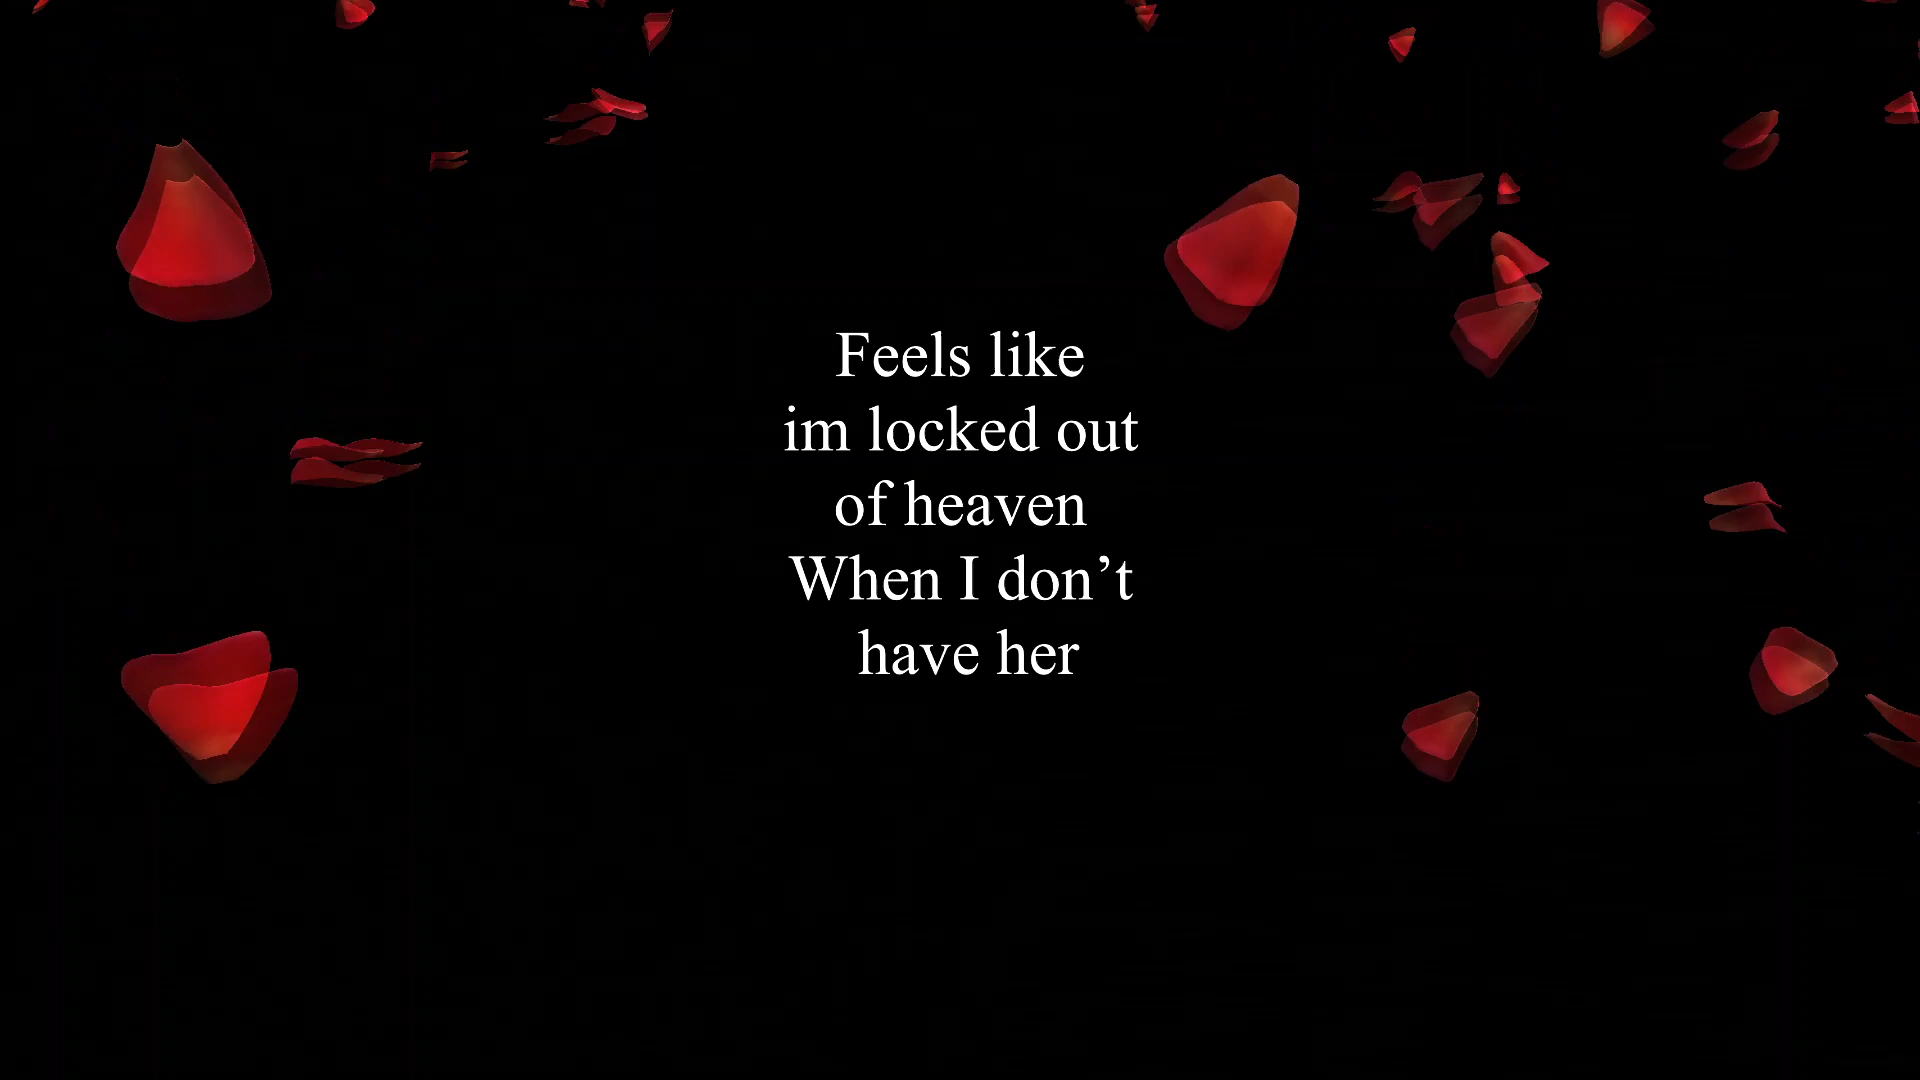 Feels like
im locked out
of heaven
When I don’t
have her